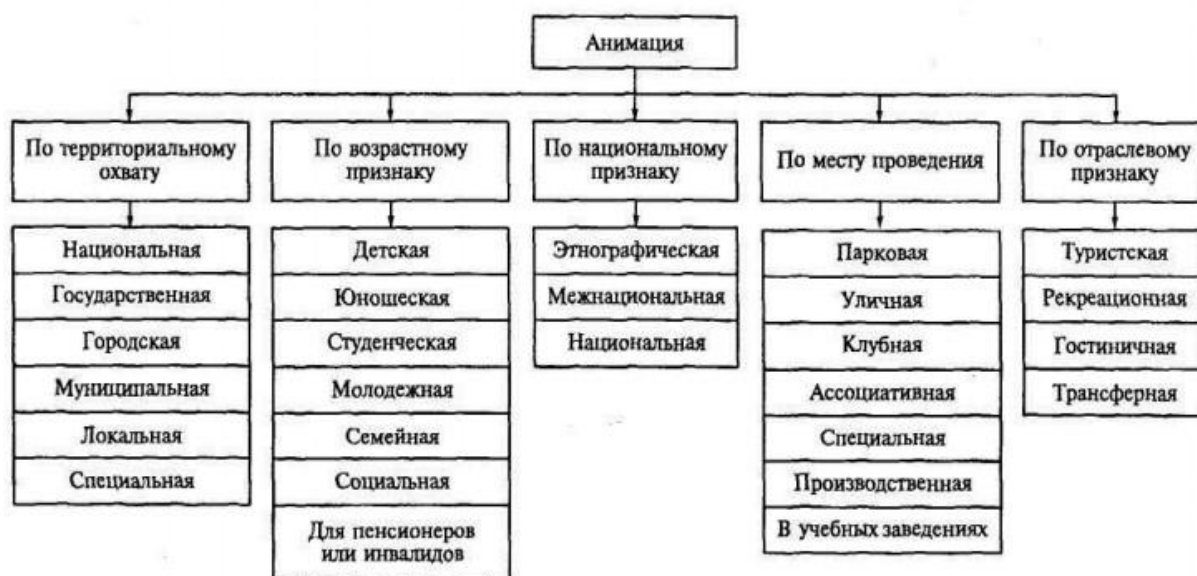 Анимация
По территориальному
охвату
Национальная
Государственная
Городская
Муниципальная
Локальная
Специальная
По возрастному
признаку
Детская
Юношеская
Студенческая
Молодежная
Семейная
Социальная
Для пенсионеров
или инвалидов
По национальному
признаку
Этнографическая
Межнациональная
Национальная
По месту проведения
Парковая
Уличная
Клубная
Ассоциативная
Специальная
Производственная
В учебных заведениях
По отраслевому
признаку
Туристская
Рекреационная
Гостиничная
Трансферная